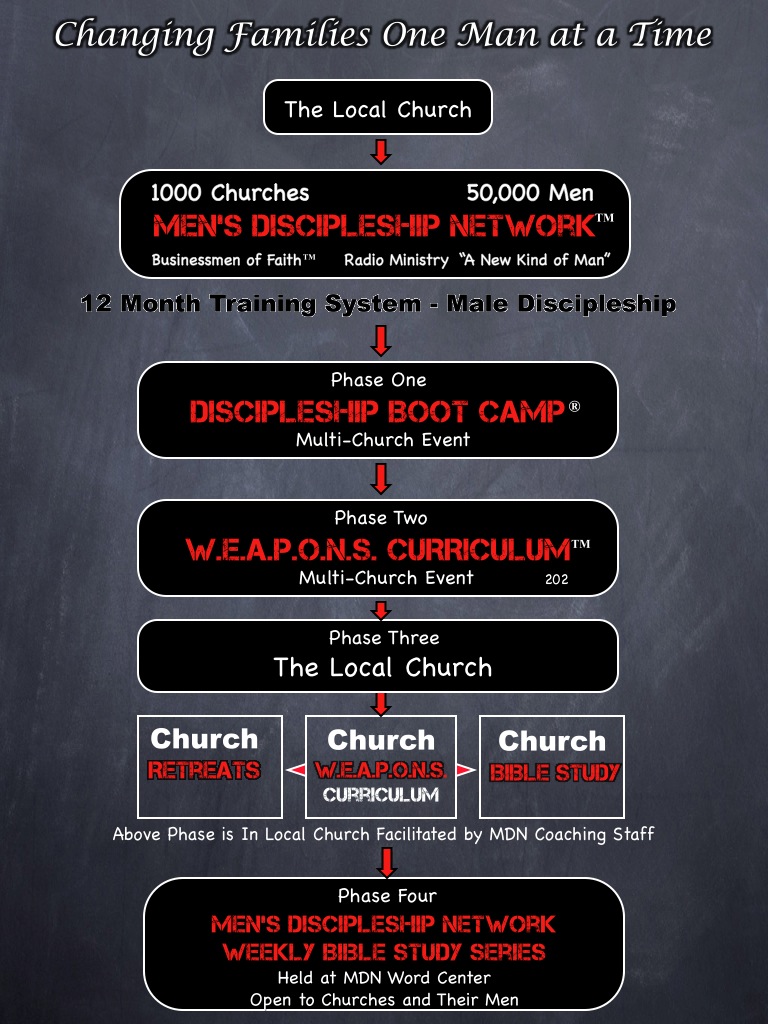 Changing Families One Man at a Time
The Local Church
1000 Churches 50,000 Men
MEN'S DISCIPLESHIP NETWORK™
Businessmen of Faith™ Radio Ministry "A New Kind of Man"
12 Month Training System - Male Discipleship
Phase One
DISCIPLESHIP BOOT CAMP®
Multi-Church Event
Phase Two
W.E.A.P.O.N.S. CURRICULUM™
Multi-Church Event 202
Phase Three
The Local Church
Church
RETREATS
Church
W.E.A.P.O.N.S.
CURRICULUM
Church
BIBLE STUDY
Above Phase is In Local Church Facilitated by MDN Coaching Staff
Phase Four
MEN'S DISCIPLESHIP NETWORK
WEEKLY BIBLE STUDY SERIES
Held at MDN Word Center
Open to Churches and Their Men